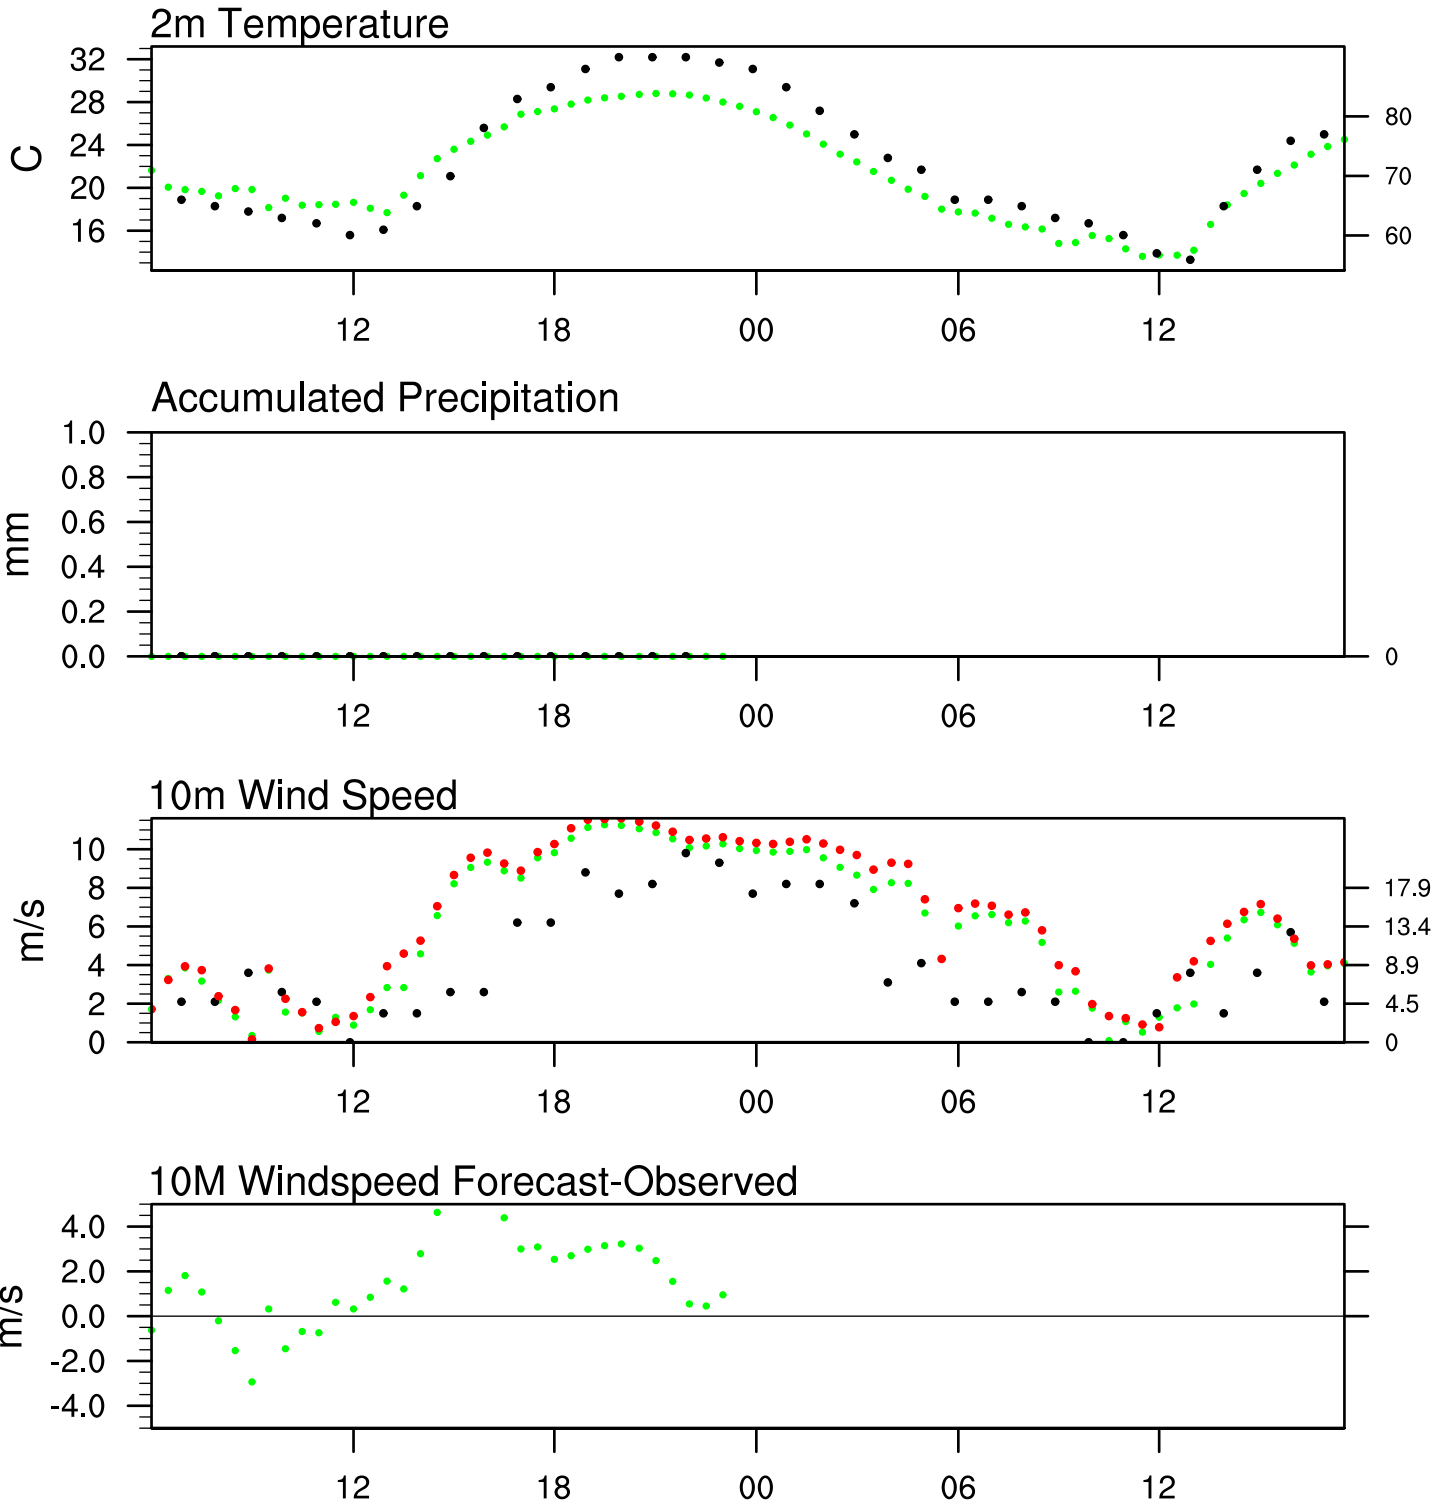 2m Temperature
32
28
24
20
16
C
80
70
60
12 18 00 06 12
Accumulated Precipitation
1.0
0.8
0.6
0.4
0.2
0.0
mm
0
12 18 00 06 12
10m Wind Speed
10
8
6
4
2
0
m/s
17.9
13.4
8.9
4.5
0
12 18 00 06 12
10M Windspeed Forecast-Observed
4.0
2.0
0.0
-2.0
-4.0
m/s
12 18 00 06 12